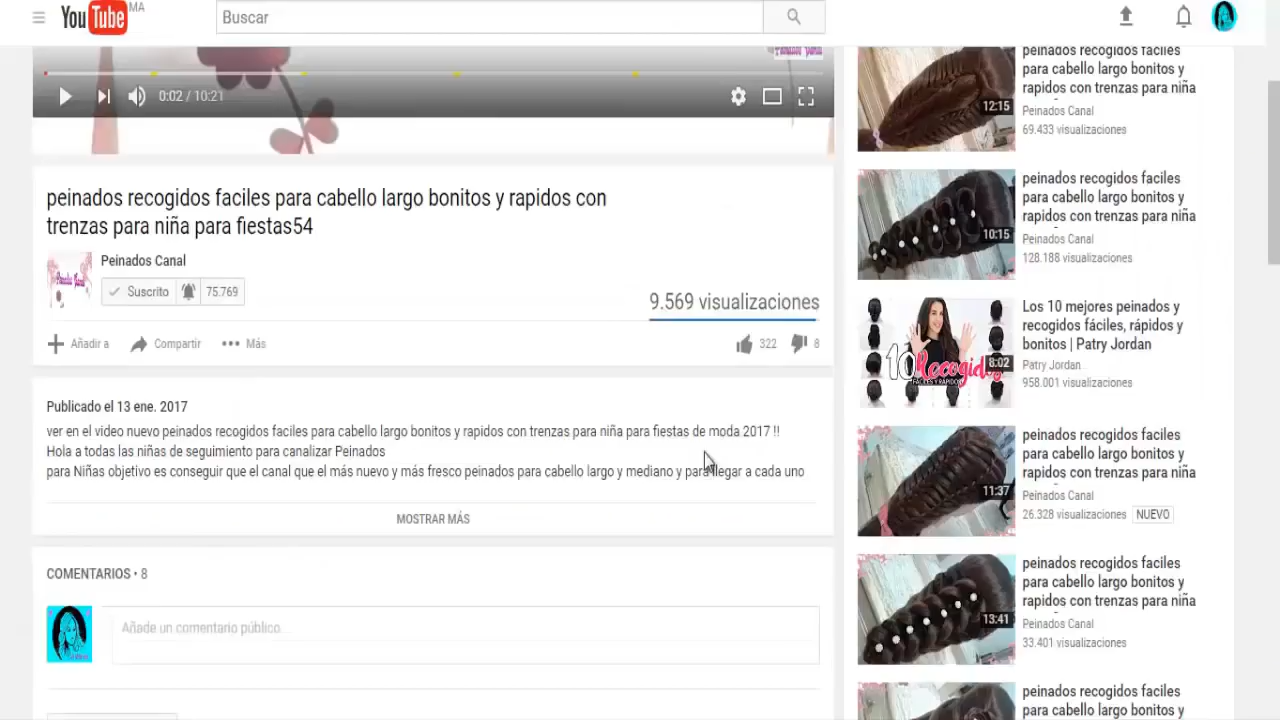 YouTube MA
Buscar
Peinados Canal
0:02 / 10:21
peinados recogidos faciles para cabello largo bonitos y rapidos con
trenzas para niña para fiestas54
Peinados Canal
Suscrito 75.769
9.569 visualizaciones
Añadir a Compartir Más 322 8
Publicado el 13 ene. 2017
ver en el video nuevo peinados recogidos faciles para cabello largo bonitos y rapidos con trenzas para niña para fiestas de moda 2017 !!
Hola a todas las niñas de seguimiento para canalizar Peinados
para Niñas objetivo es conseguir que el canal que el más nuevo y más fresco peinados para cabello largo y mediano y para llegar a cada uno
MOSTRAR MÁS
COMENTARIOS • 8
Añade un comentario público...
peinados recogidos faciles
para cabello largo bonitos y
rapidos con trenzas para niña
12:15
Peinados Canal
69.433 visualizaciones
peinados recogidos faciles
para cabello largo bonitos y
rapidos con trenzas para niña
10:15
Peinados Canal
128.188 visualizaciones
Los 10 mejores peinados y
recogidos fáciles, rápidos y
bonitos | Patry Jordan
10 Recogidos
FÁCILES Y RÁPIDOS
8:02
Patry Jordan
958.001 visualizaciones
peinados recogidos faciles
para cabello largo bonitos y
rapidos con trenzas para niña
11:37
Peinados Canal
26.328 visualizaciones NUEVO
peinados recogidos faciles
para cabello largo bonitos y
rapidos con trenzas para niña
13:41
Peinados Canal
33.401 visualizaciones
peinados recogidos faciles
para cabello largo bonitos y